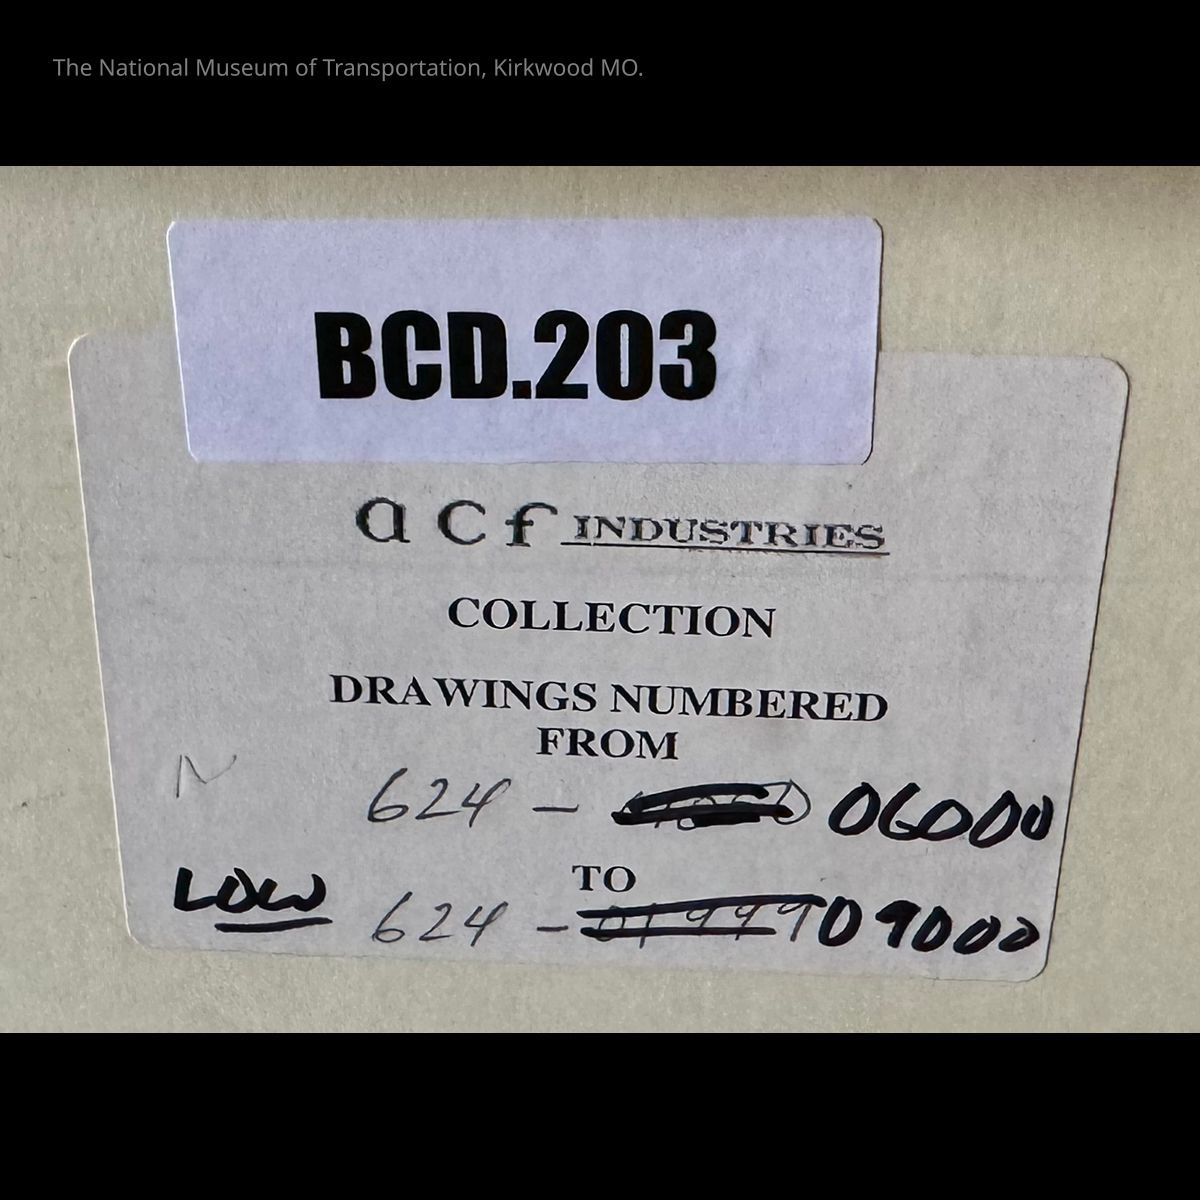 The National Museum of Transportation, Kirkwood MO.
BCD.203
acf INDUSTRIES
COLLECTION
DRAWINGS NUMBERED
FROM
N
624 - 06000
TO
LOW 624 - 01999 09000